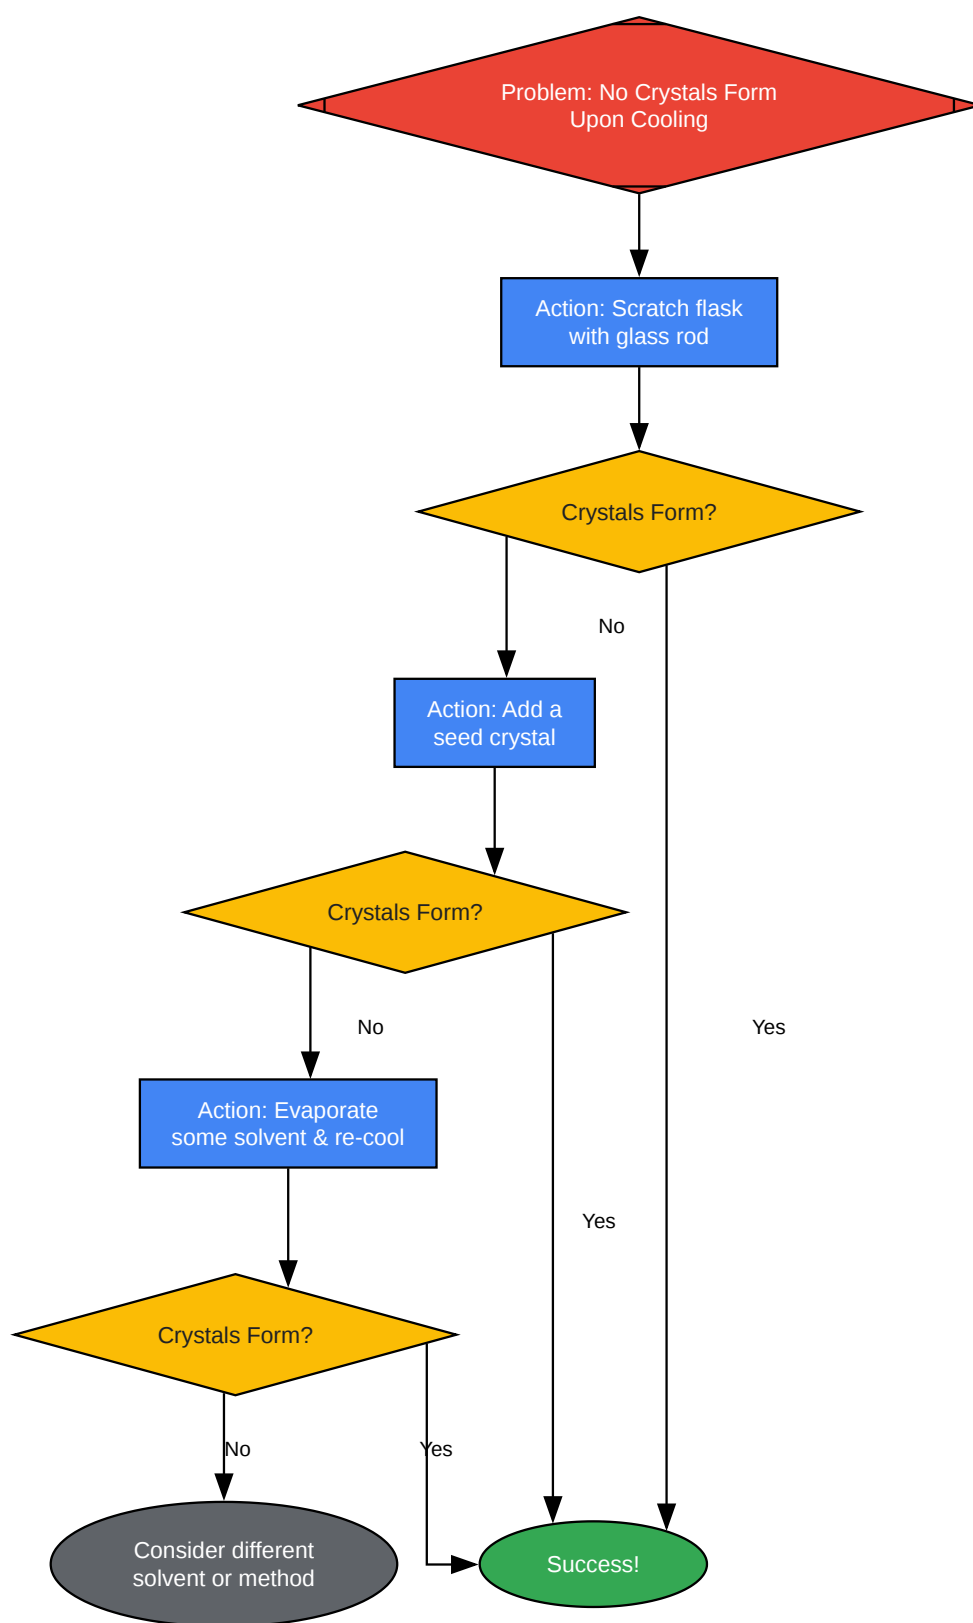 Problem: No Crystals Form
Upon Cooling
Action: Scratch flask
with glass rod
Crystals Form?
No
Action: Add a
seed crystal
Crystals Form?
No
Yes
Action: Evaporate
some solvent & re-cool
Yes
Crystals Form?
No
Yes
Consider different
solvent or method
Success!